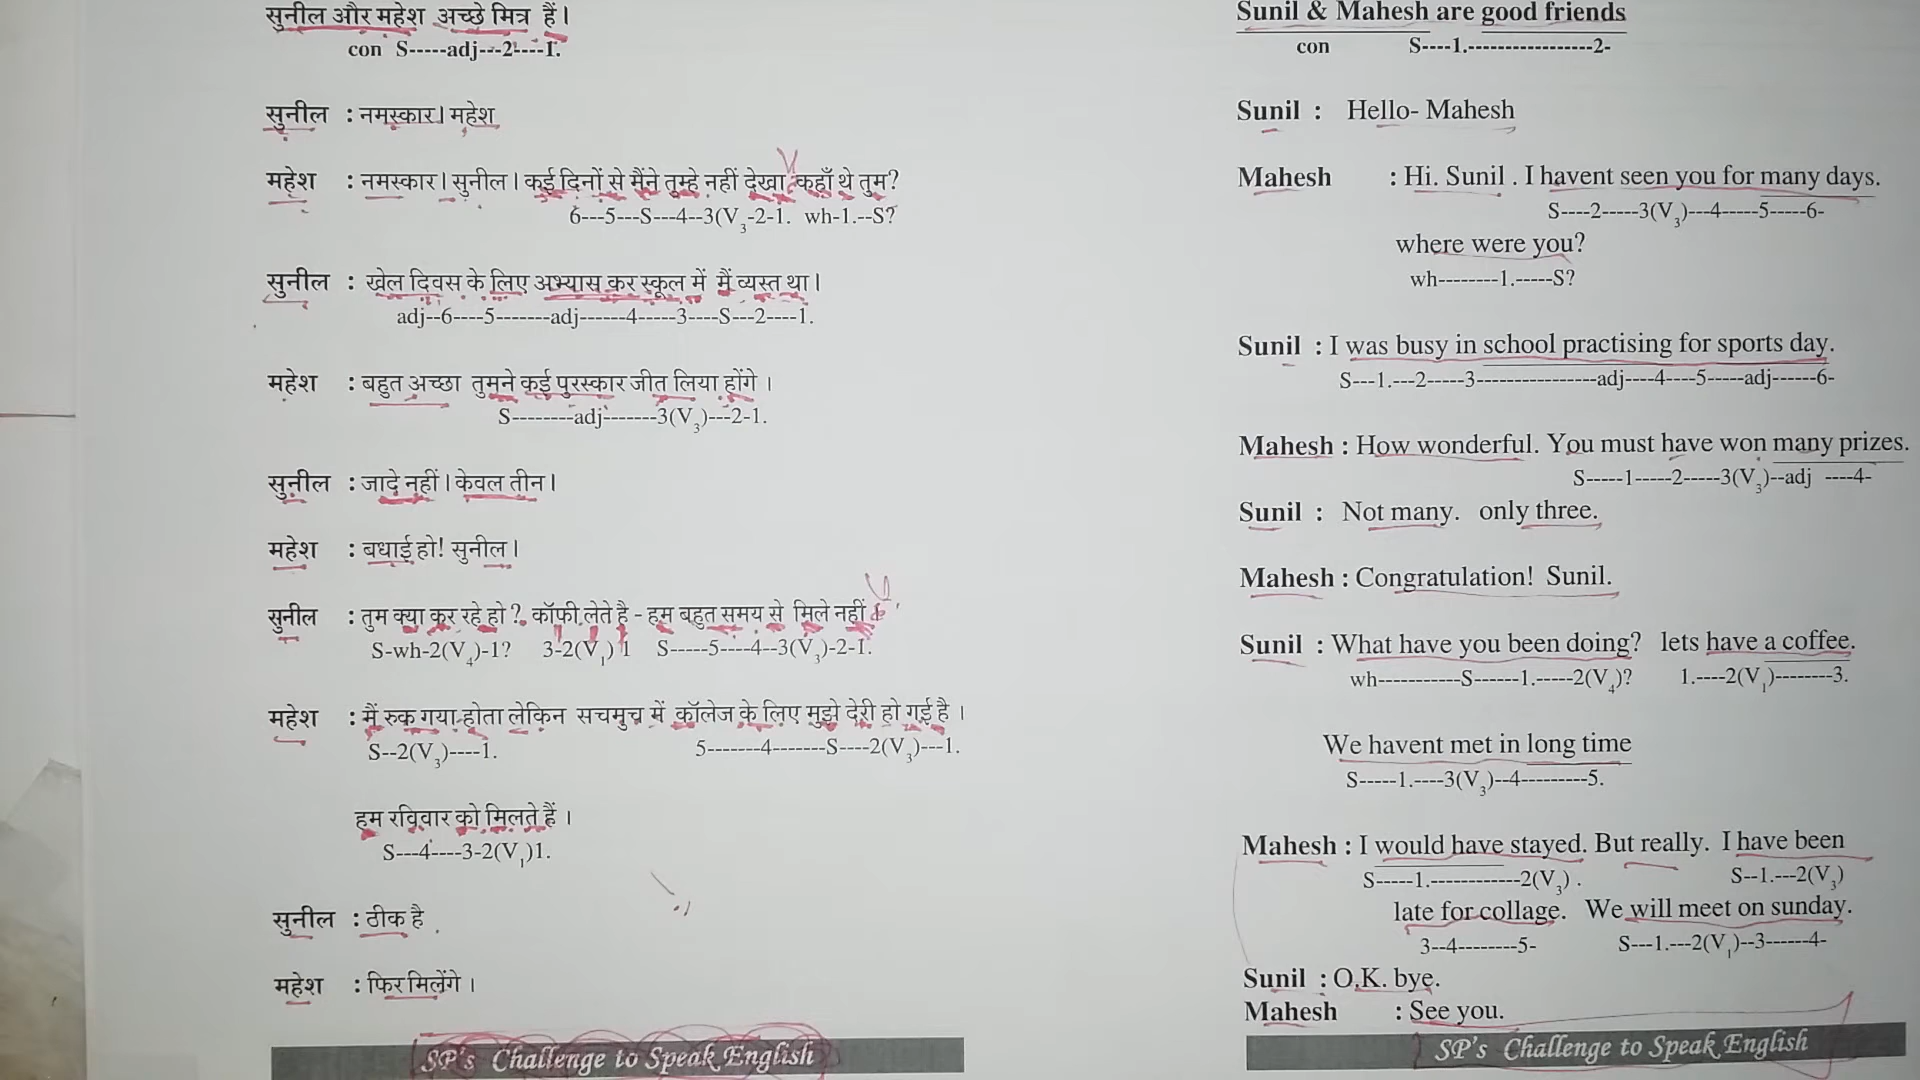 सुनील और महेश अच्छे मित्र हैं।
con S-----adj---2----1.
सुनील : नमस्कार। महेश
महेश : नमस्कार। सुनील। कई दिनों से मैंने तुम्हे नहीं देखा, कहाँ थे तुम?
6---5---S---4--3(V3-2-1. wh-1.--S?
सुनील : खेल दिवस के लिए अभ्यास कर स्कूल में मैं व्यस्त था।
adj--6----5-------adj------4-----3----S---2----1.
महेश : बहुत अच्छा तुमने कई पुरस्कार जीत लिया होंगे ।
S--------adj-------3(V3)---2-1.
सुनील : जादे नहीं। केवल तीन।
महेश : बधाई हो! सुनील।
सुनील : तुम क्या कर रहे हो ?. कॉफी लेते है - हम बहुत समय से मिले नहीं
S-wh-2(V4)-1? 3-2(V1) 1 S-----5----4--3(V3)-2-1.
महेश : मैं रुक गया होता लेकिन सचमुच में कॉलेज के लिए मुझे देरी हो गई है ।
S--2(V3)----1. 5-------4-------S----2(V3)---1.
हम रविवार को मिलते हैं ।
S---4----3-2(V1)1.
सुनील : ठीक है
महेश : फिर मिलेंगे ।
SP's Challenge to Speak English
Sunil & Mahesh are good friends
con S----1.-----------------2-
Sunil : Hello- Mahesh
Mahesh : Hi. Sunil . I havent seen you for many days.
S----2-----3(V3)---4-----5-----6-
where were you?
wh--------1.-----S?
Sunil : I was busy in school practising for sports day.
S---1.---2-----3----------------adj----4----5-----adj------6-
Mahesh : How wonderful. You must have won many prizes.
S-----1-----2-----3(V3)--adj ----4-
Sunil : Not many. only three.
Mahesh : Congratulation! Sunil.
Sunil : What have you been doing? lets have a coffee.
wh-----------S------1.-----2(V4)? 1.----2(V1)--------3.
We havent met in long time
S-----1.----3(V3)--4---------5.
Mahesh : I would have stayed. But really. I have been
S-----1.------------2(V3) . S--1.---2(V3)
late for collage. We will meet on sunday.
3--4--------5- S---1.---2(V1)--3------4-
Sunil : O.K. bye.
Mahesh : See you.
SP's Challenge to Speak English